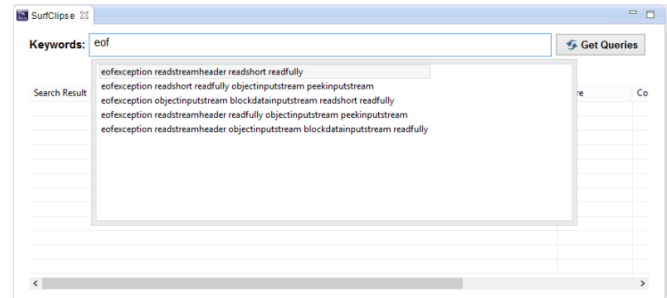 SurfClipse
Keywords: eof Get Queries
eofexception readstreamheader readshort readfully
eofexception readshort readfully objectinputstream peekinputstream
Search Result re Co
eofexception objectinputstream blockdatainputstream readshort readfully
eofexception readstreamheader readfully objectinputstream peekinputstream
eofexception readstreamheader objectinputstream blockdatainputstream readfully